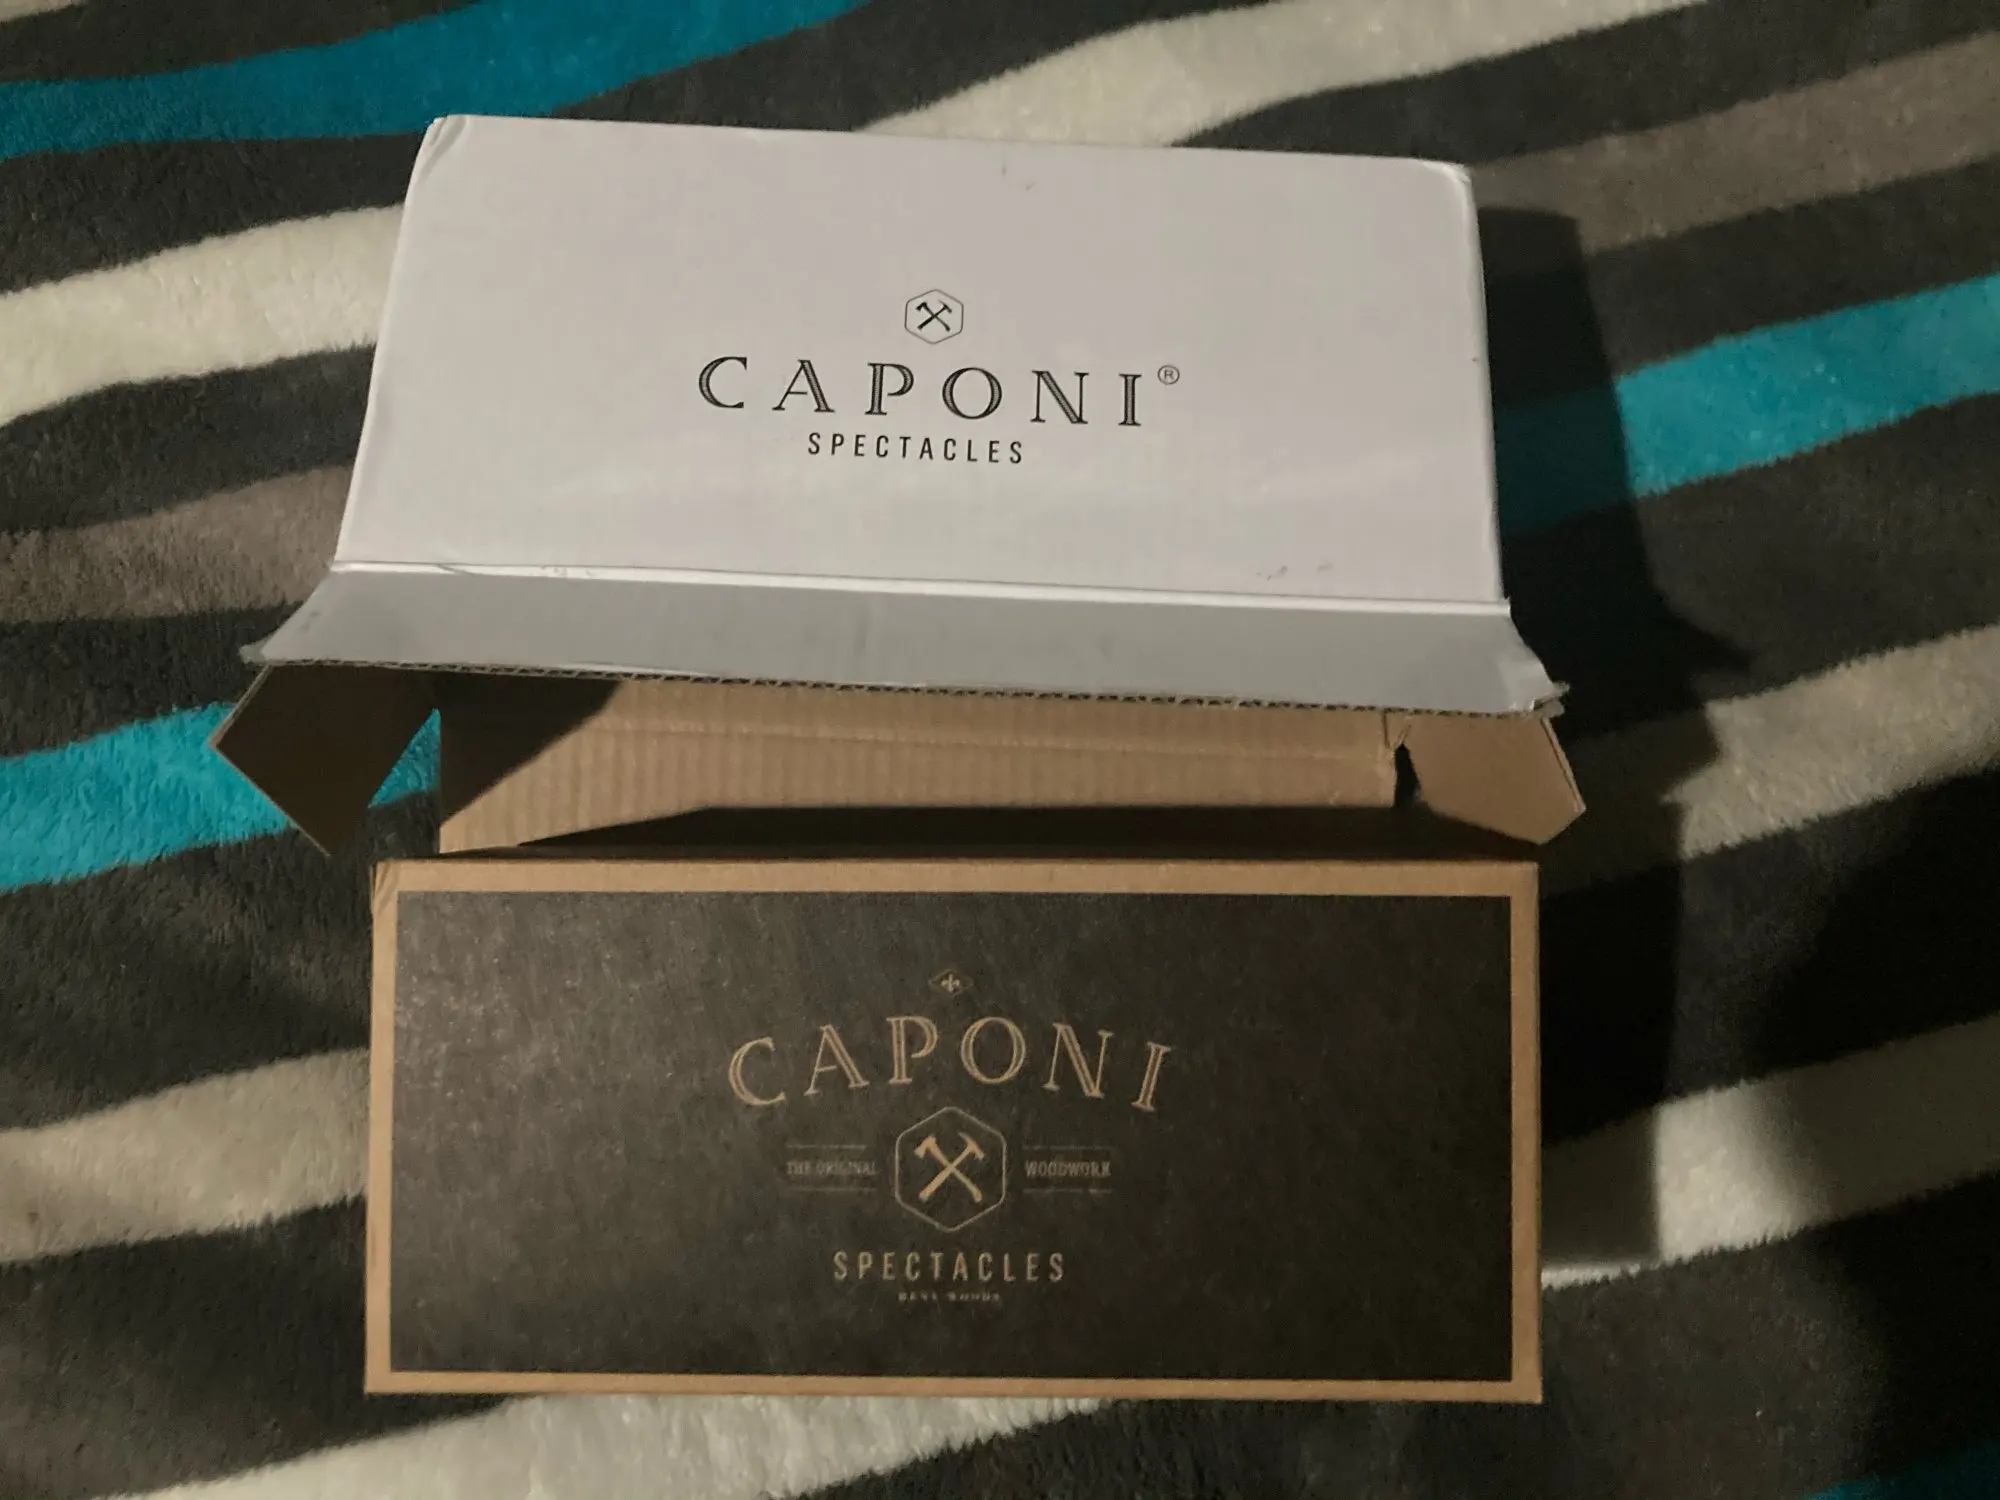 CAPONI®
SPECTACLES
CAPONI
THE ORIGINAL WOODWORK
SPECTACLES